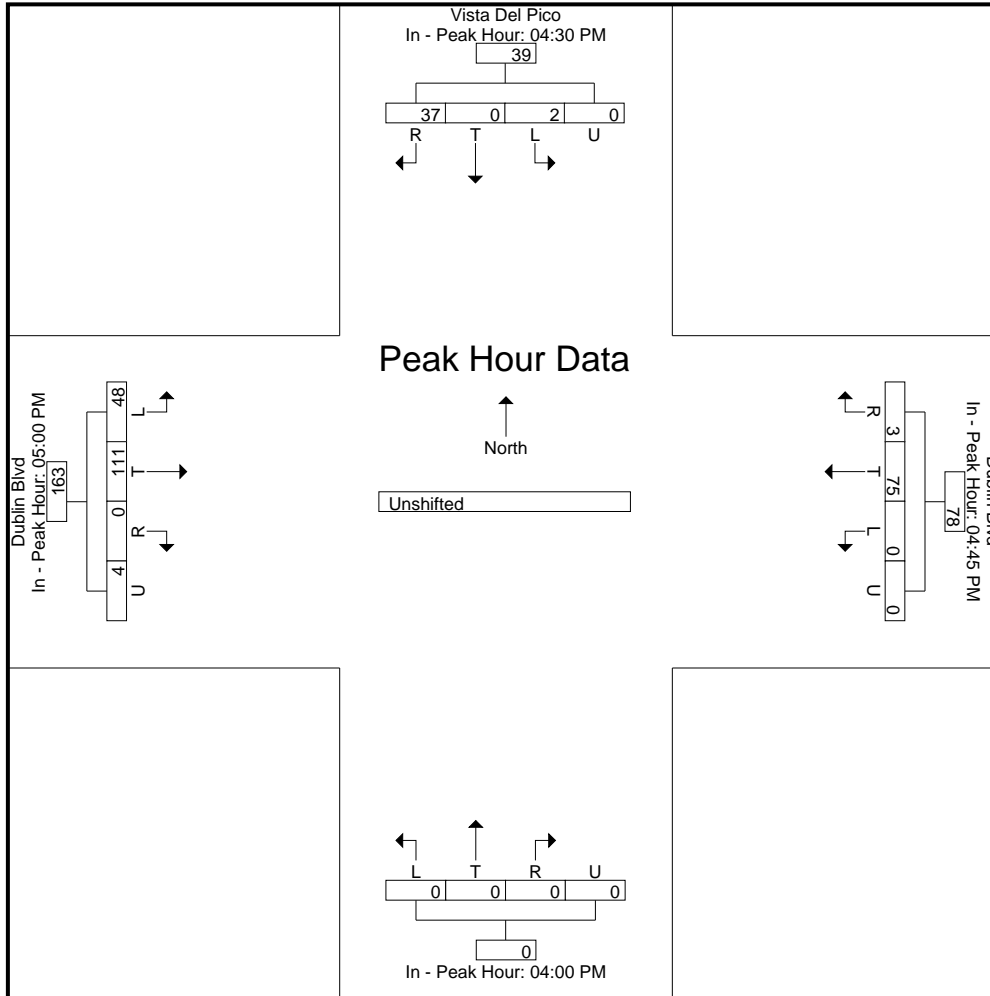 Vista Del Pico
In - Peak Hour: 04:30 PM
39
37 0 2 0
R T L U
Peak Hour Data
North
Unshifted
Dublin Blvd
In - Peak Hour: 05:00 PM
163
48 111 0 4
L T R U
Dublin Blvd
In - Peak Hour: 04:45 PM
78
3 75 0 0
R T L U
L T R U
0 0 0 0
0
In - Peak Hour: 04:00 PM